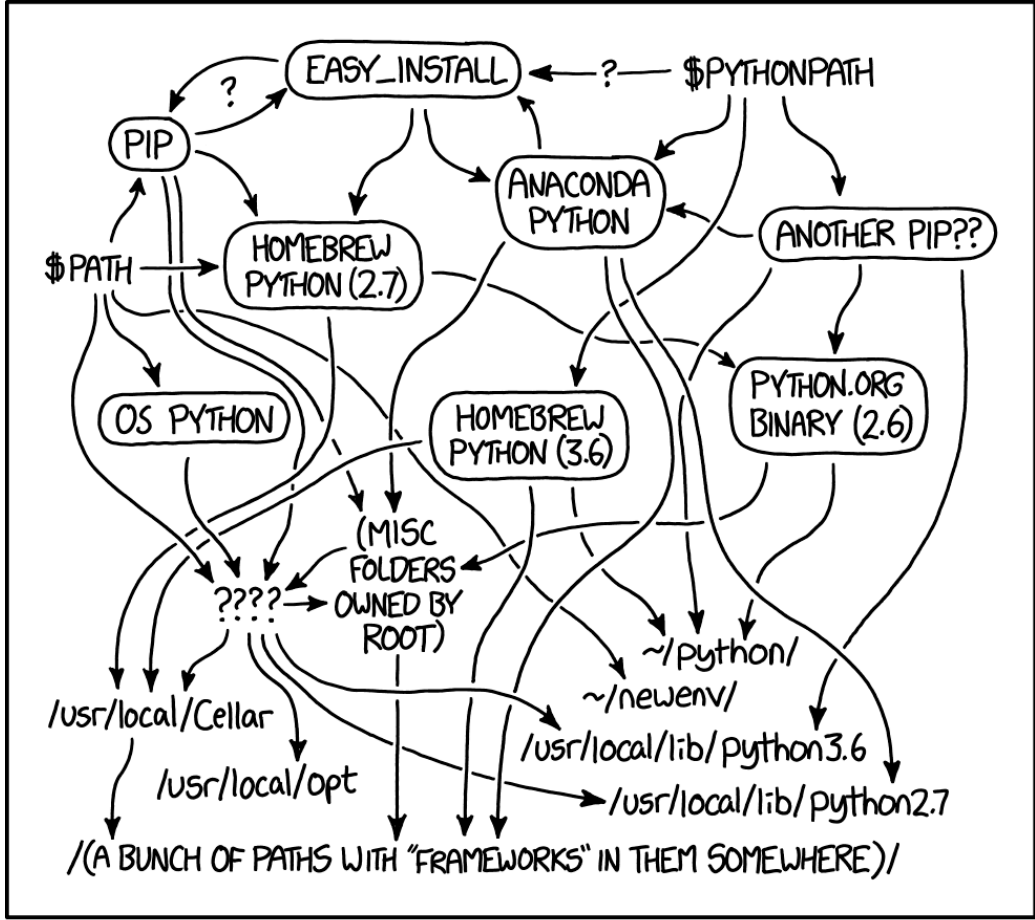 EASY_INSTALL
?
$PYTHONPATH
?
PIP
ANACONDA
PYTHON
HOMEBREW
PYTHON (2.7)
ANOTHER PIP??
$PATH
OS PYTHON
HOMEBREW
PYTHON (3.6)
PYTHON.ORG
BINARY (2.6)
(MISC
FOLDERS
OWNED BY
ROOT)
????
~/python/
~/newenv/
/usr/local/Cellar
/usr/local/lib/python3.6
/usr/local/opt
/usr/local/lib/python2.7
/(A BUNCH OF PATHS WITH "FRAMEWORKS" IN THEM SOMEWHERE)/